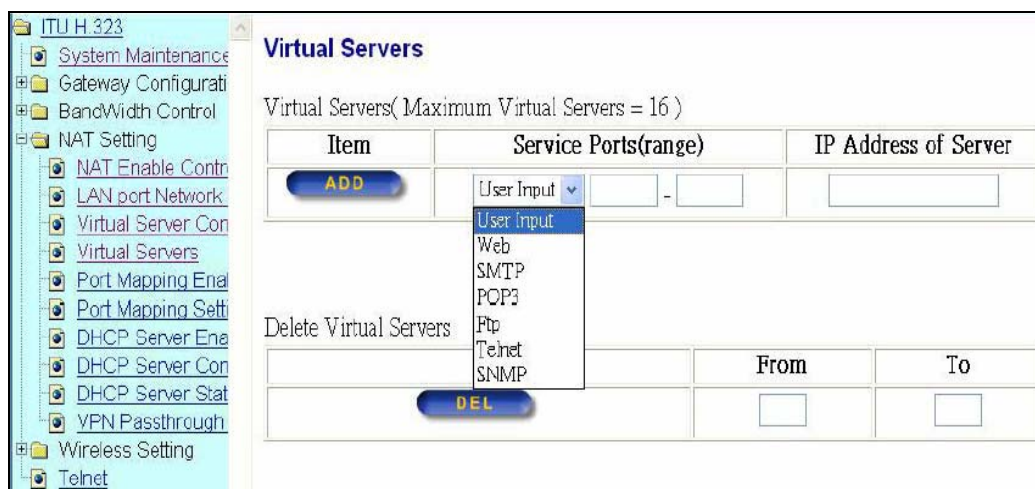 ITU H.323
System Maintenance
Gateway Configurati
BandWidth Control
NAT Setting
NAT Enable Contr
LAN port Network
Virtual Server Con
Virtual Servers
Port Mapping Enal
Port Mapping Setti
DHCP Server Ena
DHCP Server Con
DHCP Server Stat
VPN Passthrough
Wireless Setting
Telnet
Virtual Servers
Virtual Servers( Maximum Virtual Servers = 16 )
Item Service Ports(range) IP Address of Server
ADD User Input -
User Input
Web
SMTP
POP3
Ftp
Telnet
SNMP
Delete Virtual Servers
From To
DEL